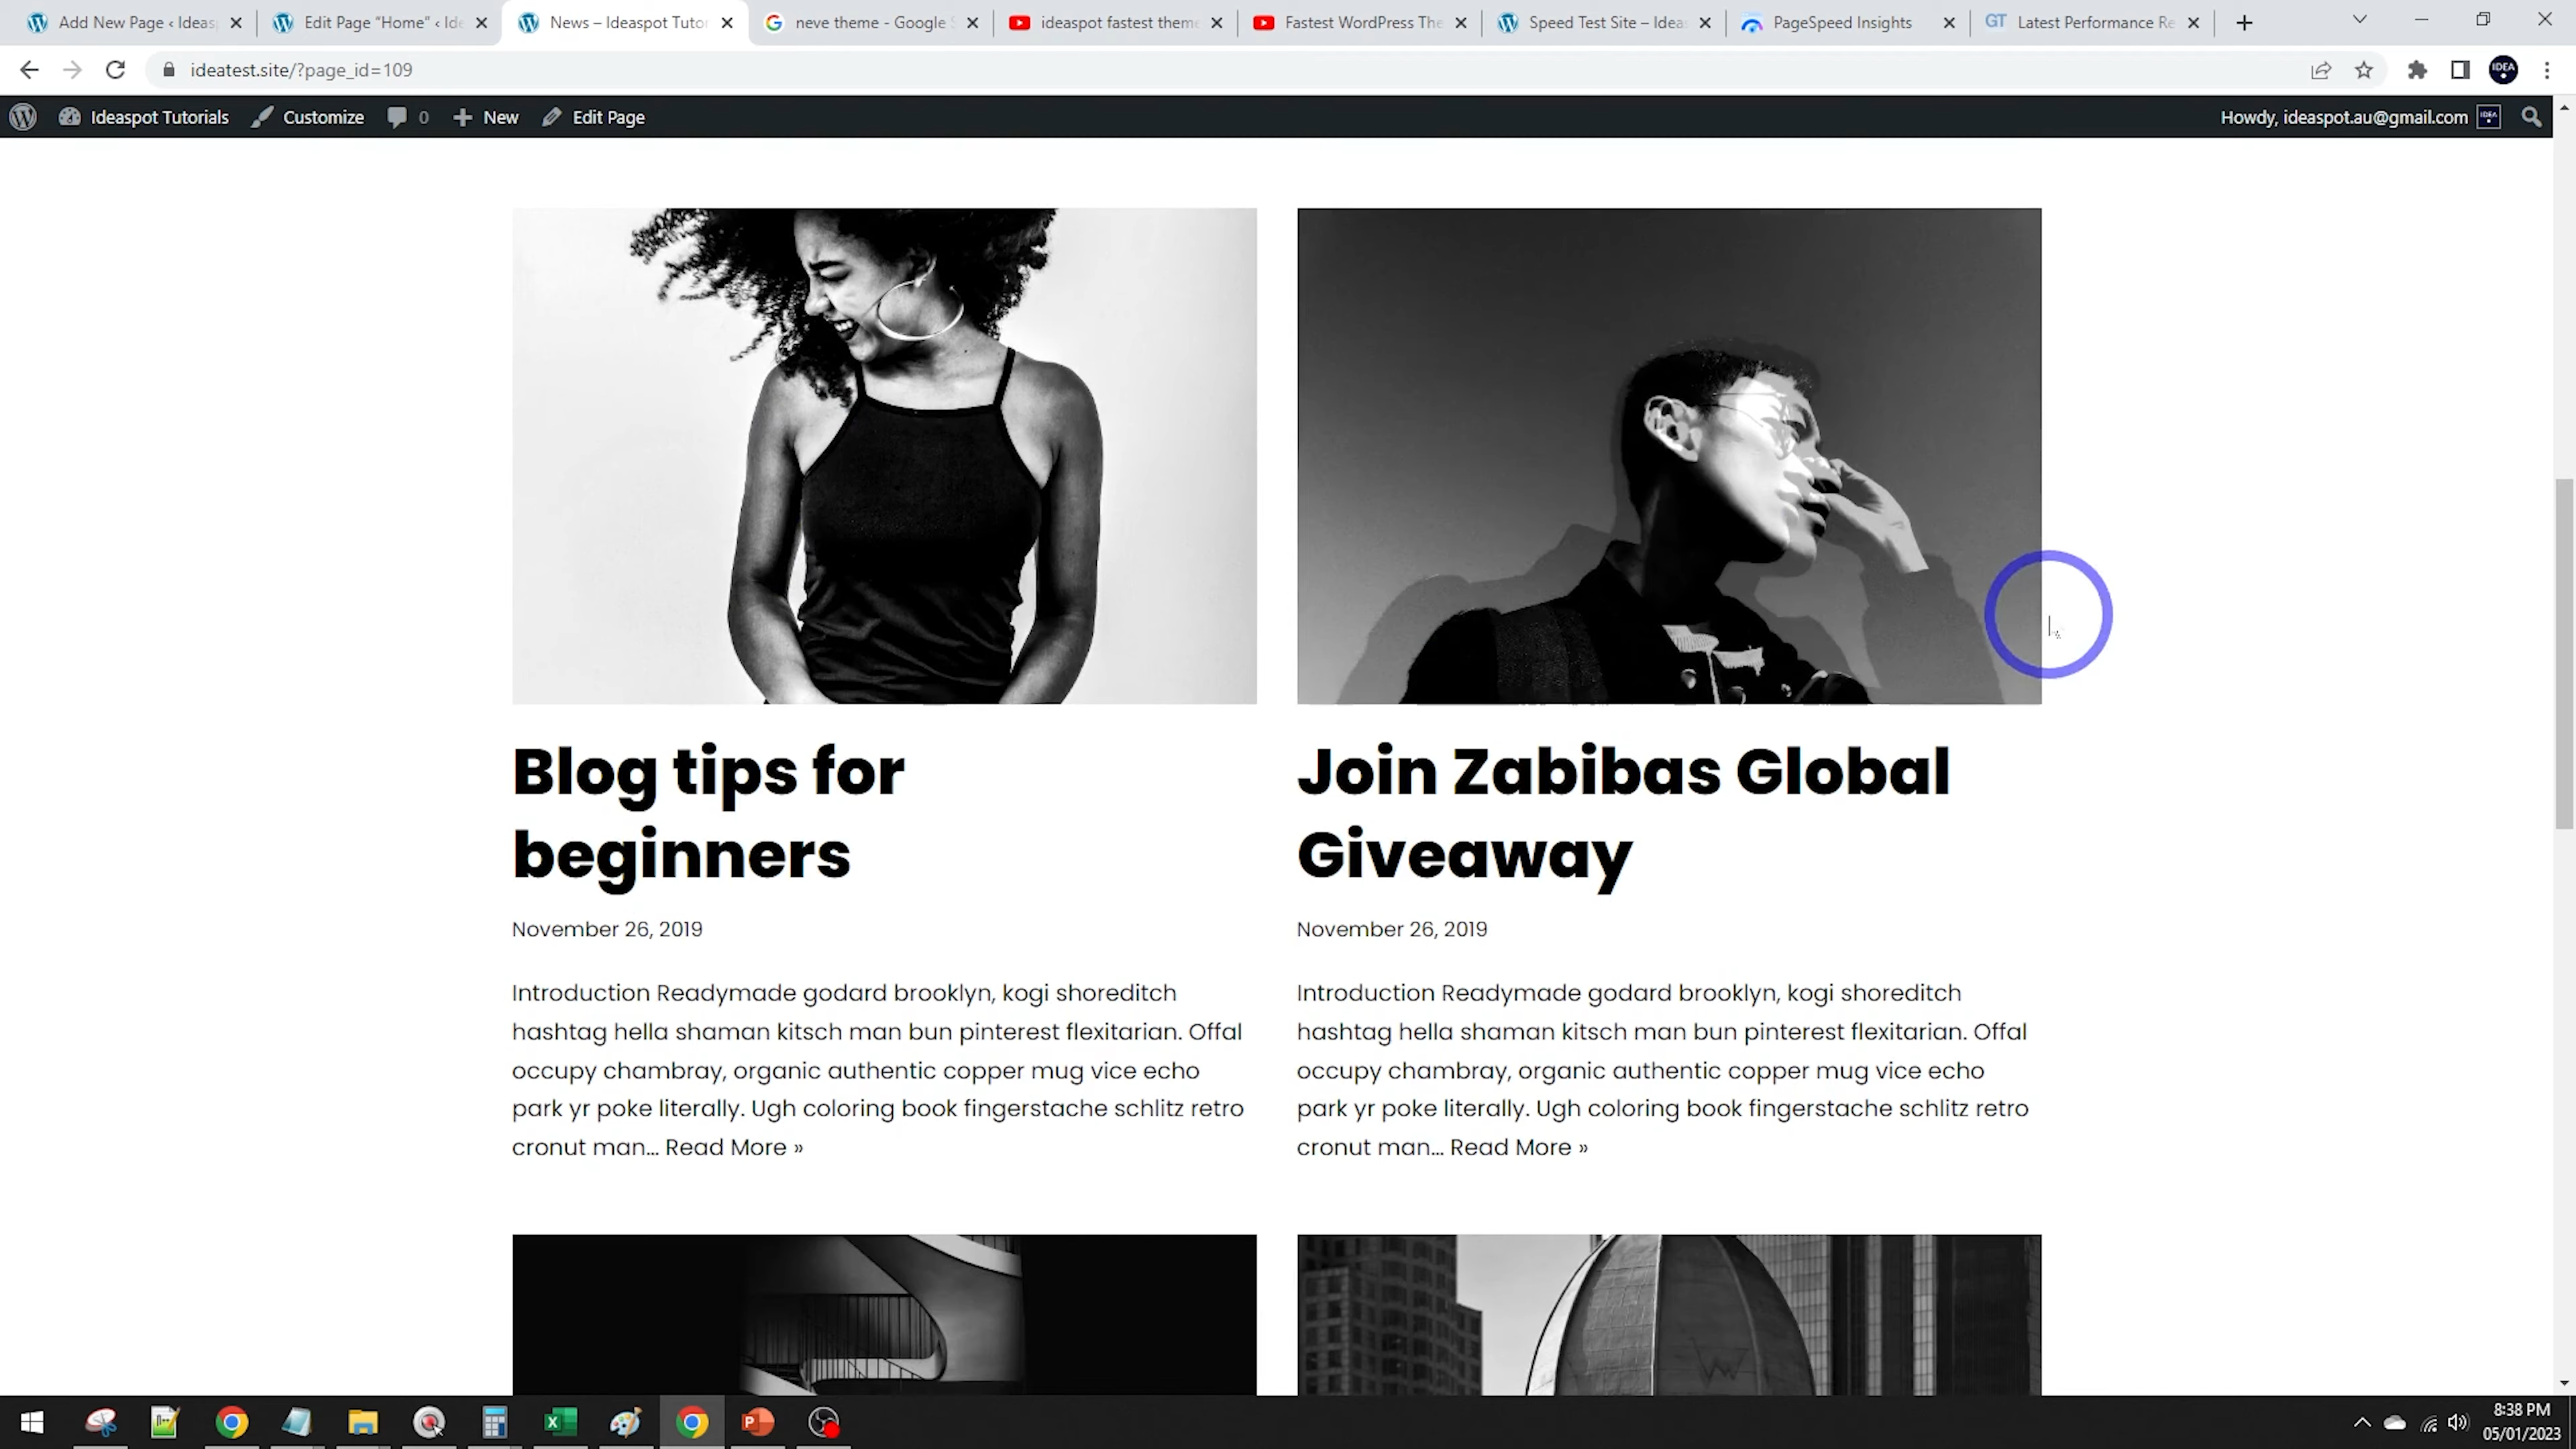 Add New Page ‹ Ideas
Edit Page “Home” ‹ Id
News – Ideaspot Tutor
neve theme - Google S
ideaspot fastest theme
Fastest WordPress The
Speed Test Site – Idea
PageSpeed Insights
GT
Latest Performance Re
ideatest.site/?page_id=109
IDEA
Ideaspot Tutorials
Customize
0
New
Edit Page
Howdy, ideaspot.au@gmail.com
IDEA
Blog tips for
beginners
November 26, 2019
Introduction Readymade godard brooklyn, kogi shoreditch
hashtag hella shaman kitsch man bun pinterest flexitarian. Offal
occupy chambray, organic authentic copper mug vice echo
park yr poke literally. Ugh coloring book fingerstache schlitz retro
cronut man... Read More »
Join Zabibas Global
Giveaway
November 26, 2019
Introduction Readymade godard brooklyn, kogi shoreditch
hashtag hella shaman kitsch man bun pinterest flexitarian. Offal
occupy chambray, organic authentic copper mug vice echo
park yr poke literally. Ugh coloring book fingerstache schlitz retro
cronut man... Read More »
8:38 PM
05/01/2023